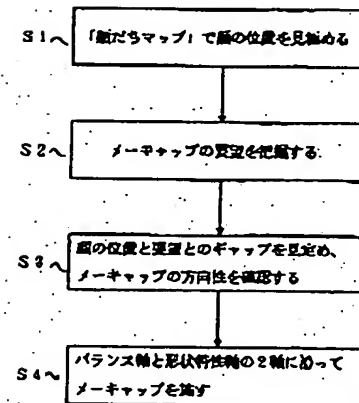 S1 「顔だちマップ」で顔の位置を見極める
S2 メーキャップの要望を把握する
S3 顔の位置と要望とのギャップを見定め、
メーキャップの方向性を確認する
S4 バランス軸と形状特性軸の2軸に沿って
メーキャップを施す